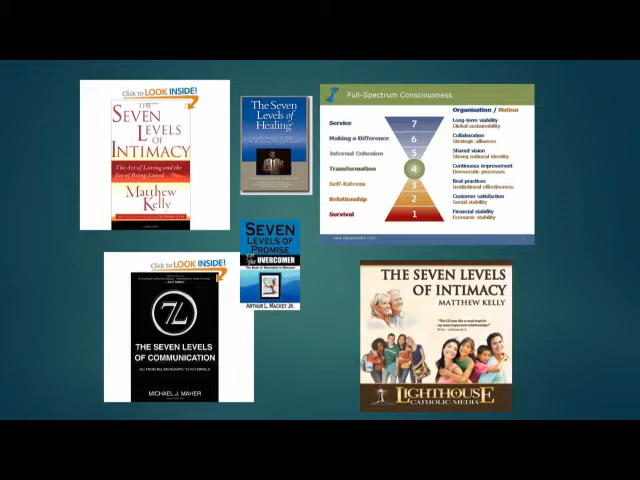 Click to LOOK INSIDE!
THE
SEVEN
LEVELS
OF
INTIMACY
The Art of Loving and the
Joy of Being Loved
Matthew
Kelly
The Seven
Levels of
Healing
Full-Spectrum Consciousness
Organisation / Nation
Service
7
Long-term viability
Global sustainability
Making a Difference
6
Collaboration
Strategic alliances
Internal Cohesion
5
Shared vision
Strong national identity
Transformation
4
Continuous improvement
Democratic processes
Self-Esteem
3
Best practices
Institutional effectiveness
Relationship
2
Customer satisfaction
Social stability
Survival
1
Financial stability
Economic stability
SEVEN
LEVELS OF
PROMISE
OVERCOMER
ARTHUR L. MACKEY Jr.
Click to LOOK INSIDE!
7L
THE SEVEN LEVELS
OF COMMUNICATION
GO FROM RELATIONSHIPS TO REFERRALS
MICHAEL J. MAHER
THE SEVEN LEVELS
OF INTIMACY
MATTHEW KELLY
LIGHTHOUSE
CATHOLIC MEDIA